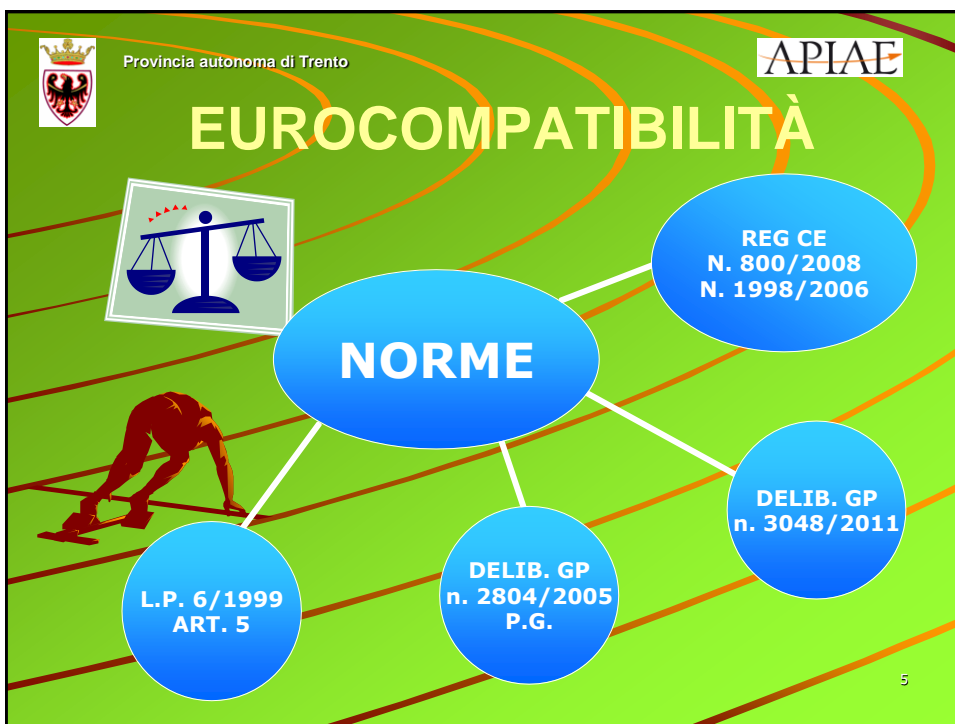 Provincia autonoma di Trento
APIAE
EUROCOMPATIBILITÀ
REG CE
N. 800/2008
N. 1998/2006
NORME
DELIB. GP
n. 3048/2011
DELIB. GP
n. 2804/2005
P.G.
L.P. 6/1999
ART. 5
5